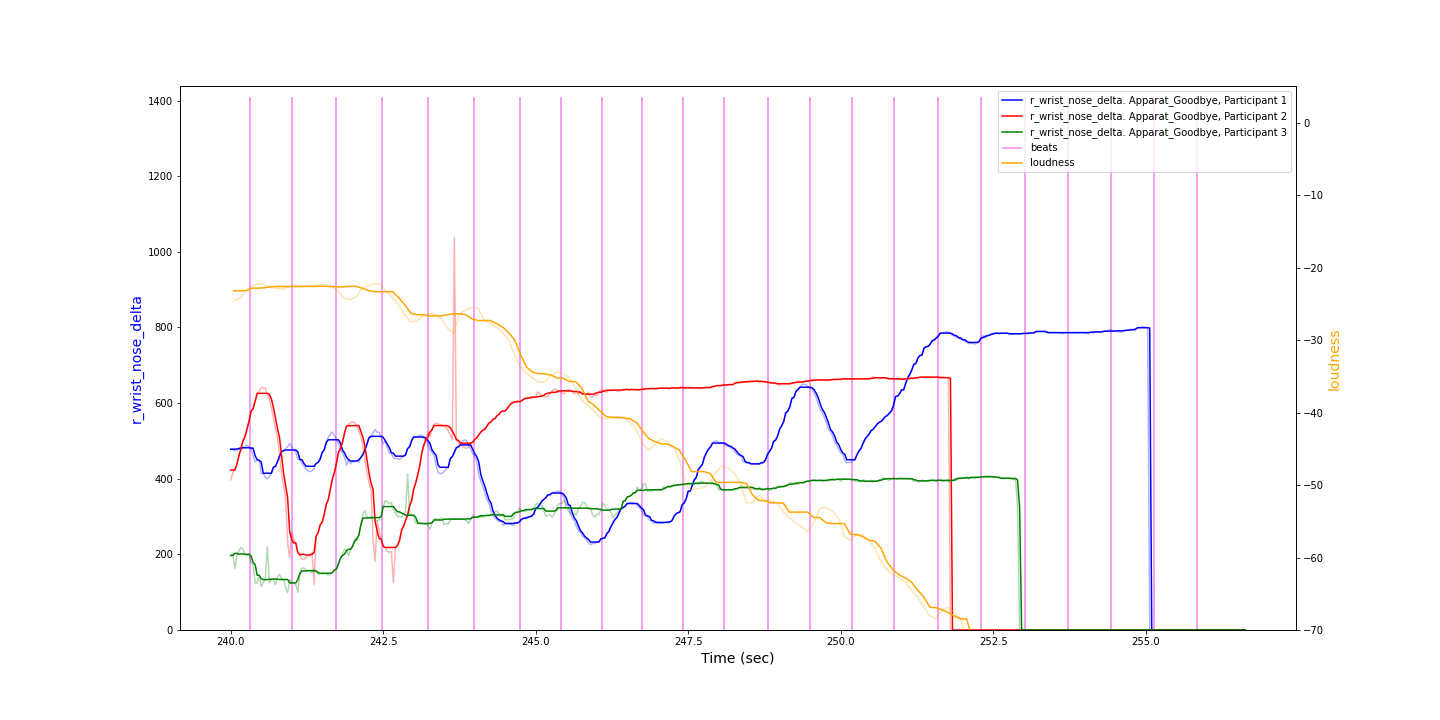 1400
1200
1000
800
600
400
200
0
r_wrist_nose_delta
r_wrist_nose_delta. Apparat_Goodbye, Participant 1
r_wrist_nose_delta. Apparat_Goodbye, Participant 2
r_wrist_nose_delta. Apparat_Goodbye, Participant 3
beats
loudness
0
−10
−20
−30
−40
−50
−60
−70
loudness
240.0 242.5 245.0 247.5 250.0 252.5 255.0
Time (sec)